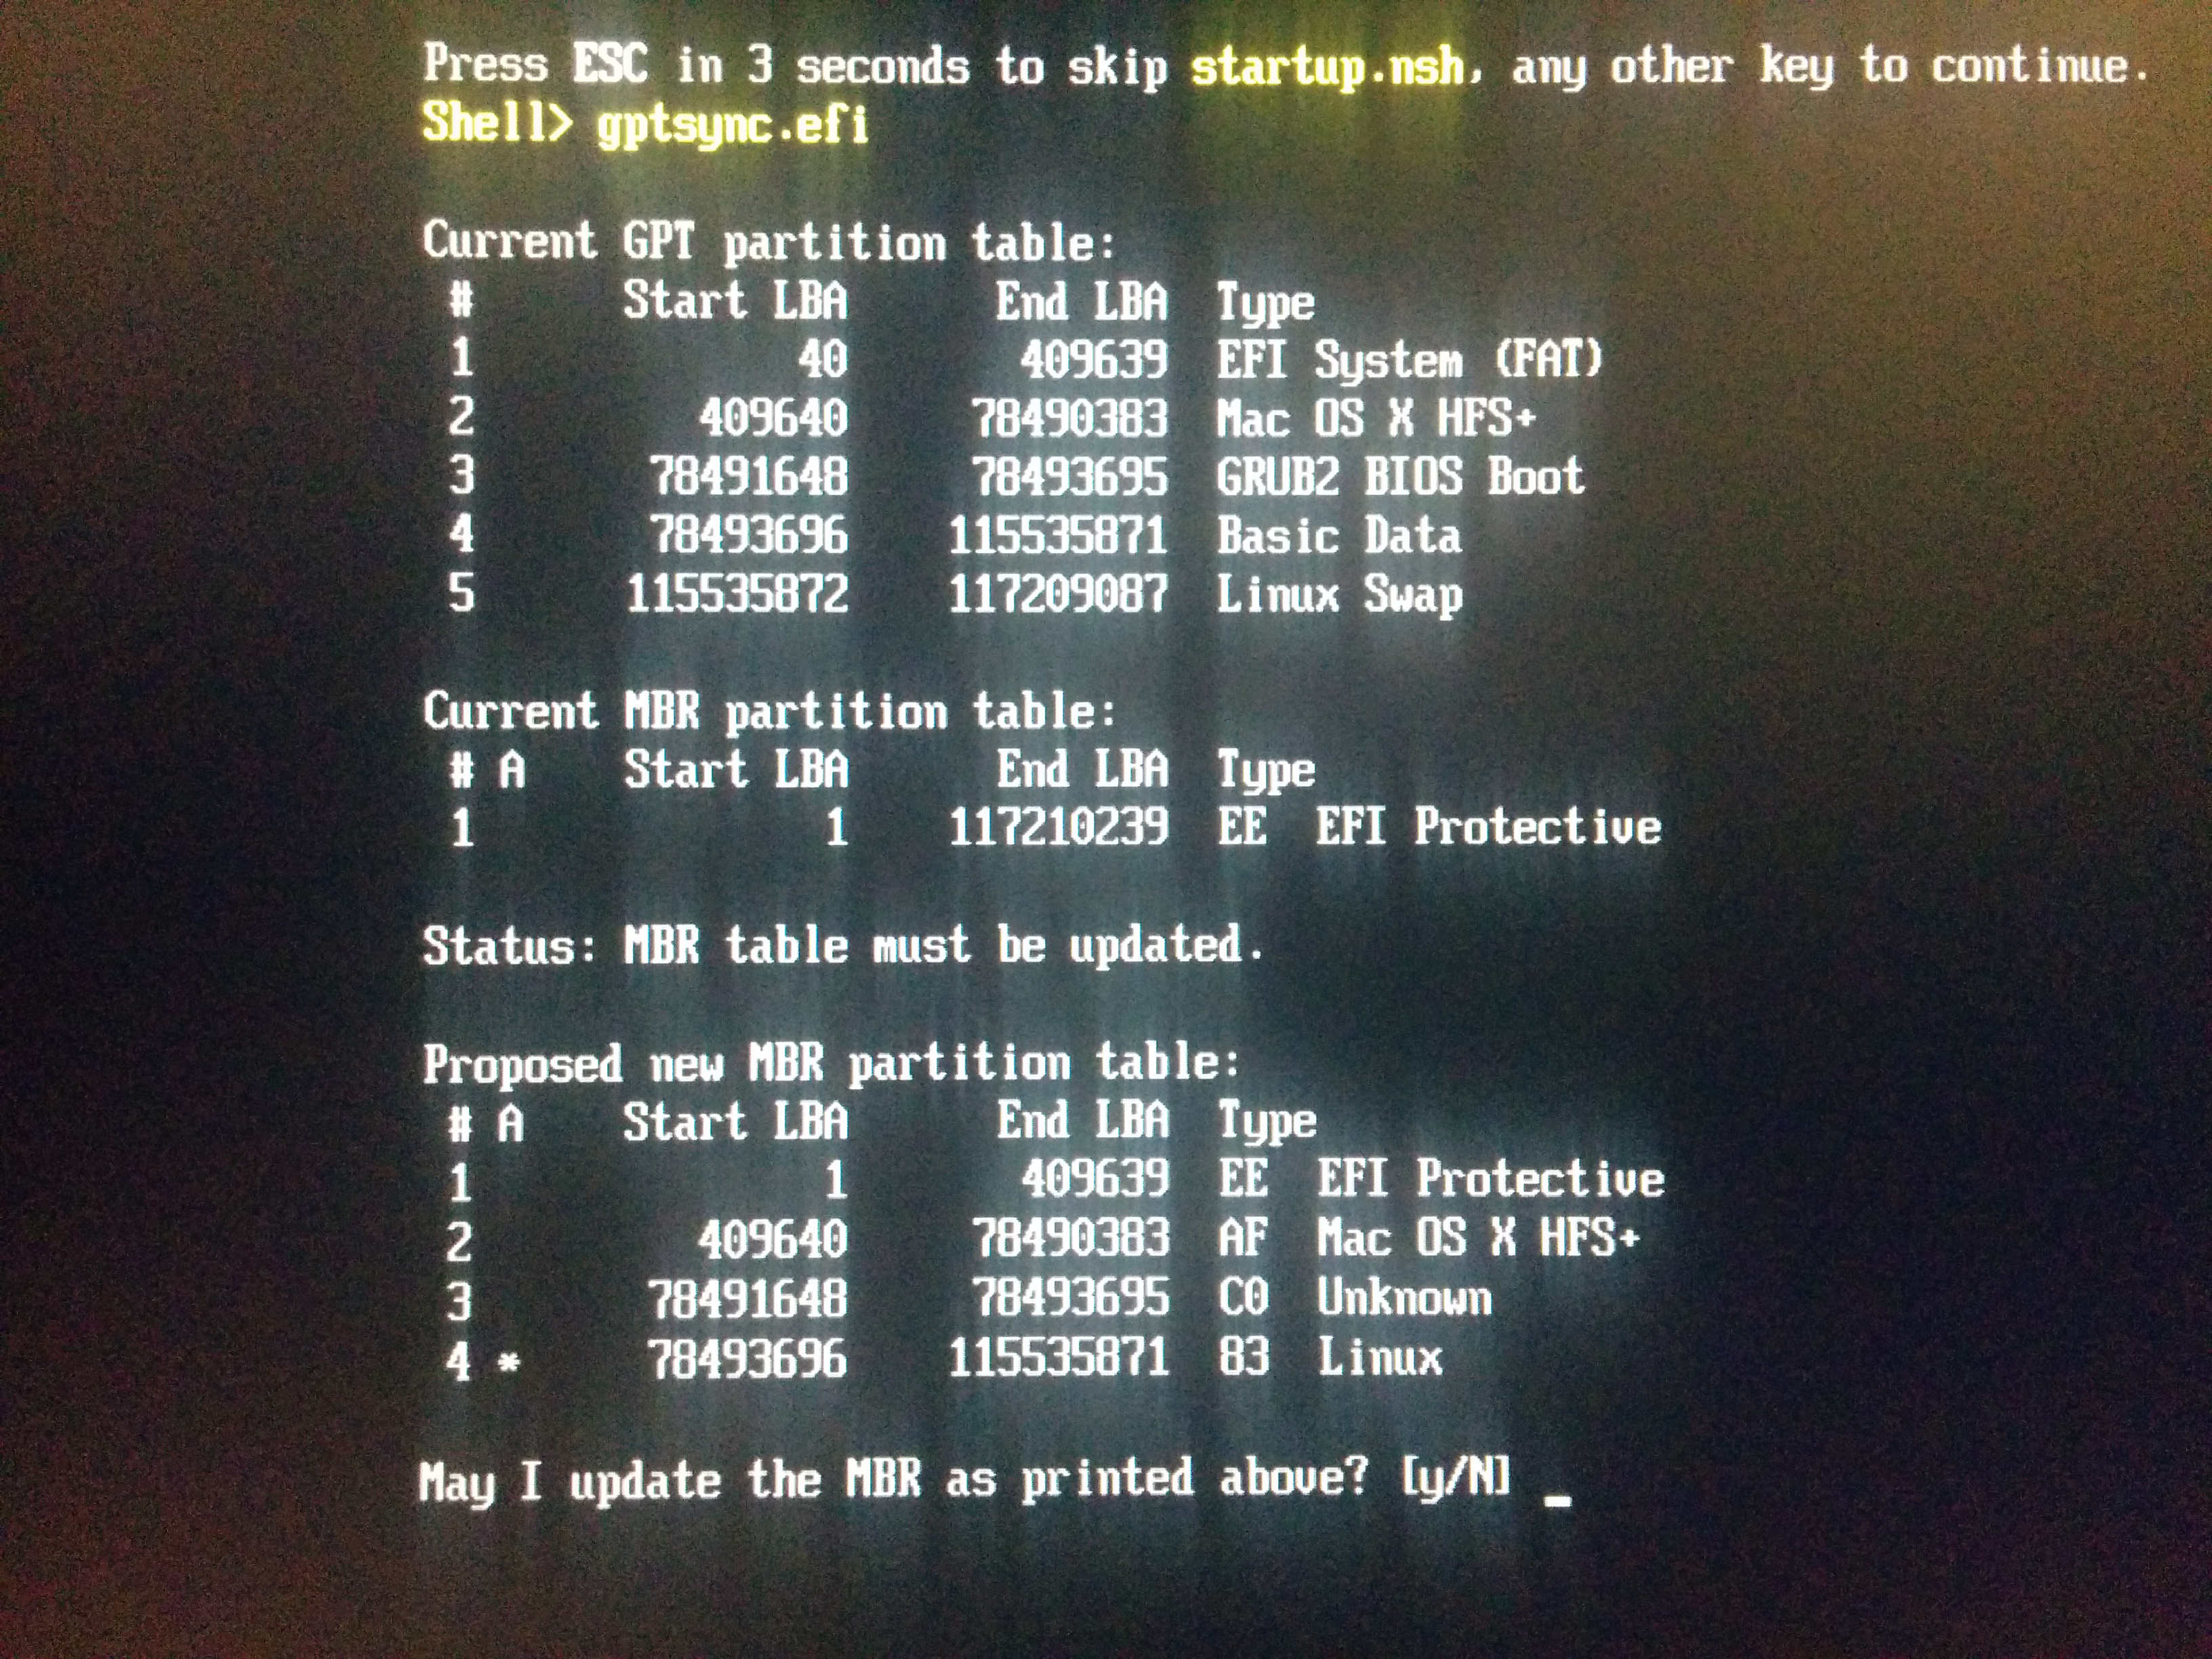 Press ESC in 3 seconds to skip startup.nsh, any other key to continue.
Shell> gptsync.efi
Current GPT partition table:
# Start LBA End LBA Type
1 40 409639 EFI System (FAT)
2 409640 78490383 Mac OS X HFS+
3 78491648 78493695 GRUB2 BIOS Boot
4 78493696 115535871 Basic Data
5 115535872 117209087 Linux Swap
Current MBR partition table:
# A Start LBA End LBA Type
1 1 117210239 EE EFI Protective
Status: MBR table must be updated.
Proposed new MBR partition table:
# A Start LBA End LBA Type
1 1 409639 EE EFI Protective
2 409640 78490383 AF Mac OS X HFS+
3 78491648 78493695 C0 Unknown
4 * 78493696 115535871 83 Linux
May I update the MBR as printed above? [y/N] _